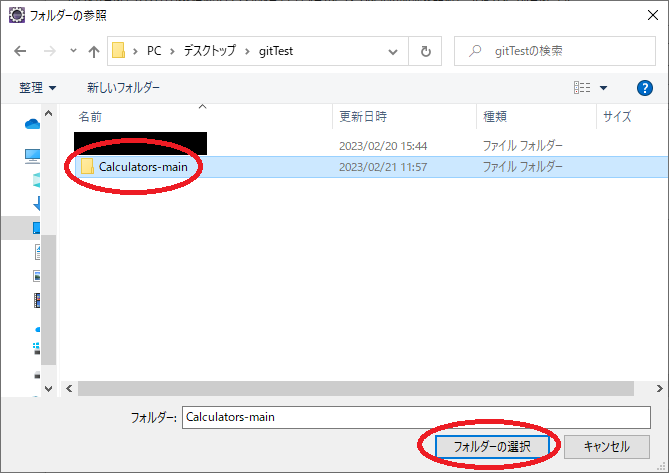 フォルダーの参照
PC デスクトップ gitTest
gitTestの検索
整理 新しいフォルダー
名前 更新日時 種類 サイズ
2023/02/20 15:44 ファイル フォルダー
Calculators-main 2023/02/21 11:57 ファイル フォルダー
フォルダー: Calculators-main
フォルダーの選択 キャンセル